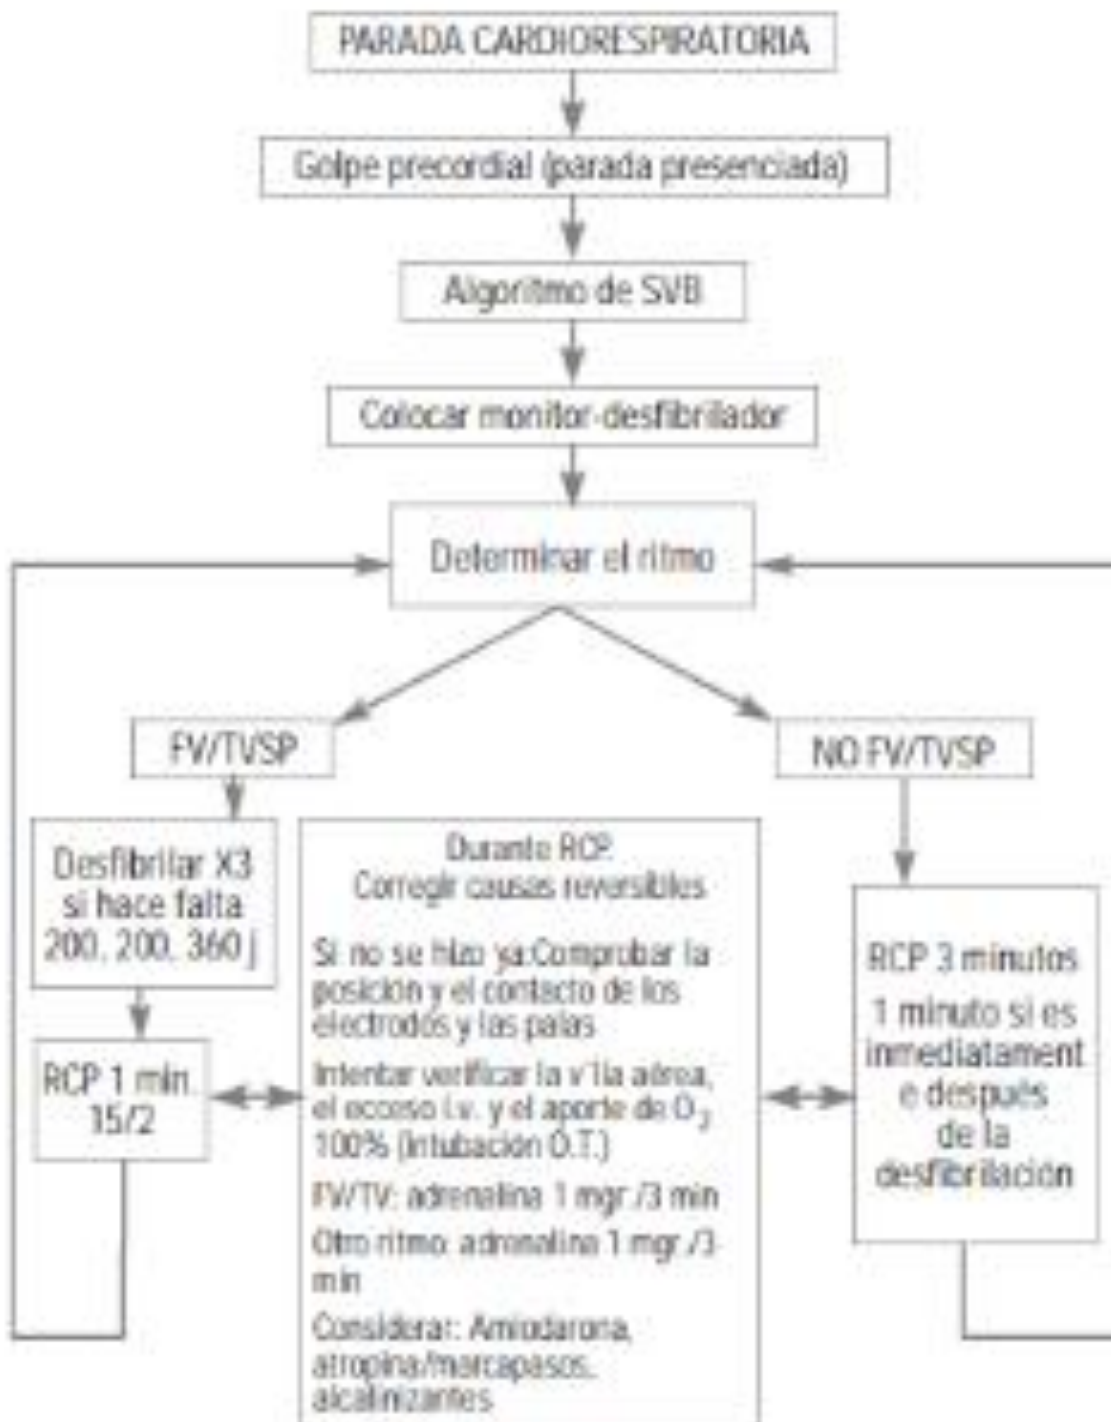 PARADA CARDIORESPIRATORIA
Golpe precordial (parada presenciada)
Algoritmo de SVB
Colocar monitor-desfibrilador
Determinar el ritmo
FV/TVSP
NO FV/TVSP
Desfibrilar X3
si hace falta
200, 200, 360 j
RCP 1 min.
15/2
Durante RCP.
Corregir causas reversibles
Si no se hizo ya:Comprobar la
posición y el contacto de los
electrodos y las palas
Intentar verificar la v´lla aérea,
el ecceso i.v. y el aporte de O2
100% (intubación O.T.)
FV/TV: adrenalina 1 mgr./3 min
Otro ritmo: adrenalina 1 mgr./3
min
Considerar: Amiodarona,
atropina/marcapasos,
alcalinizantes
RCP 3 minutos
1 minuto si es
inmediatament
e después
de la
desfibrilación